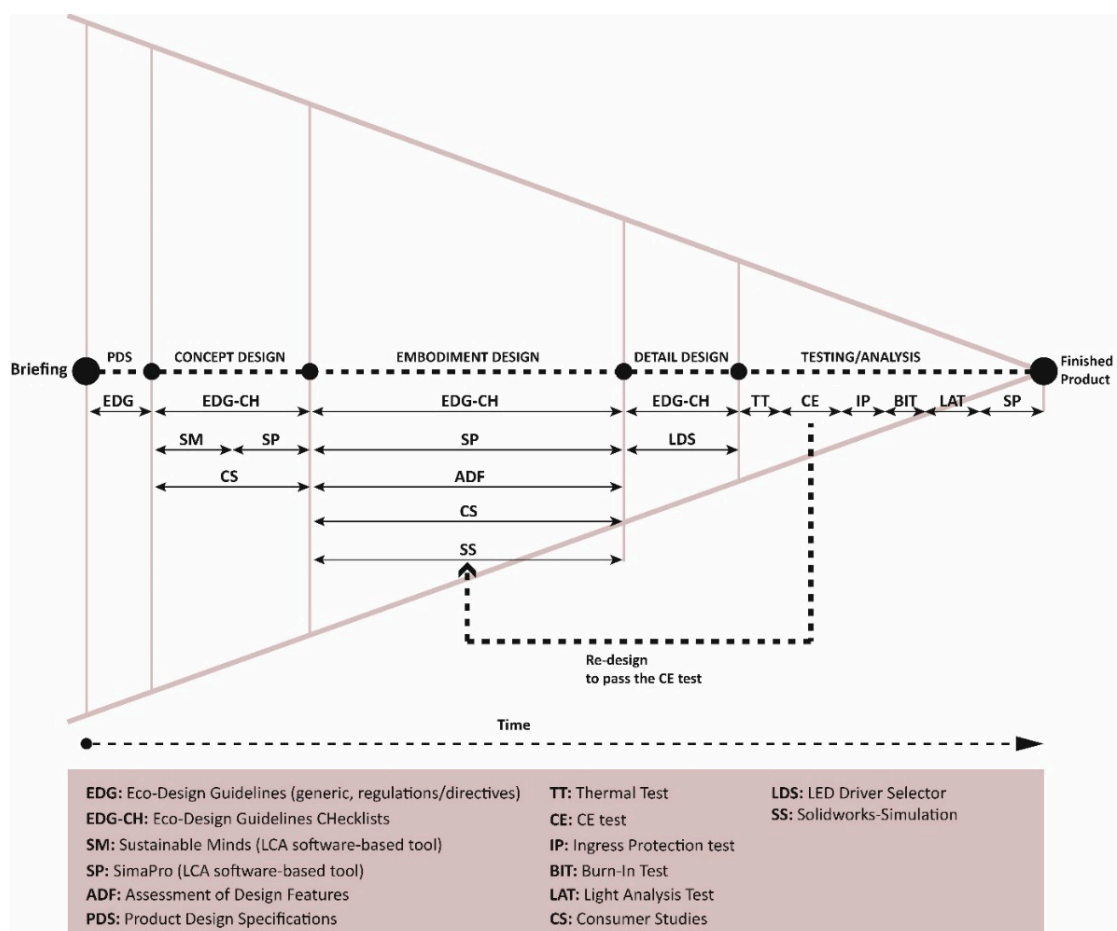 PDS
CONCEPT DESIGN
EMBODIMENT DESIGN
DETAIL DESIGN
TESTING/ANALYSIS
Briefing
Finished
Product
EDG
EDG-CH
EDG-CH
EDG-CH
TT
CE
IP
BIT
LAT
SP
SM
SP
SP
LDS
CS
ADF
CS
SS
Re-design
to pass the CE test
Time
EDG: Eco-Design Guidelines (generic, regulations/directives)
EDG-CH: Eco-Design Guidelines CHecklists
SM: Sustainable Minds (LCA software-based tool)
SP: SimaPro (LCA software-based tool)
ADF: Assessment of Design Features
PDS: Product Design Specifications
TT: Thermal Test
CE: CE test
IP: Ingress Protection test
BIT: Burn-In Test
LAT: Light Analysis Test
CS: Consumer Studies
LDS: LED Driver Selector
SS: Solidworks-Simulation